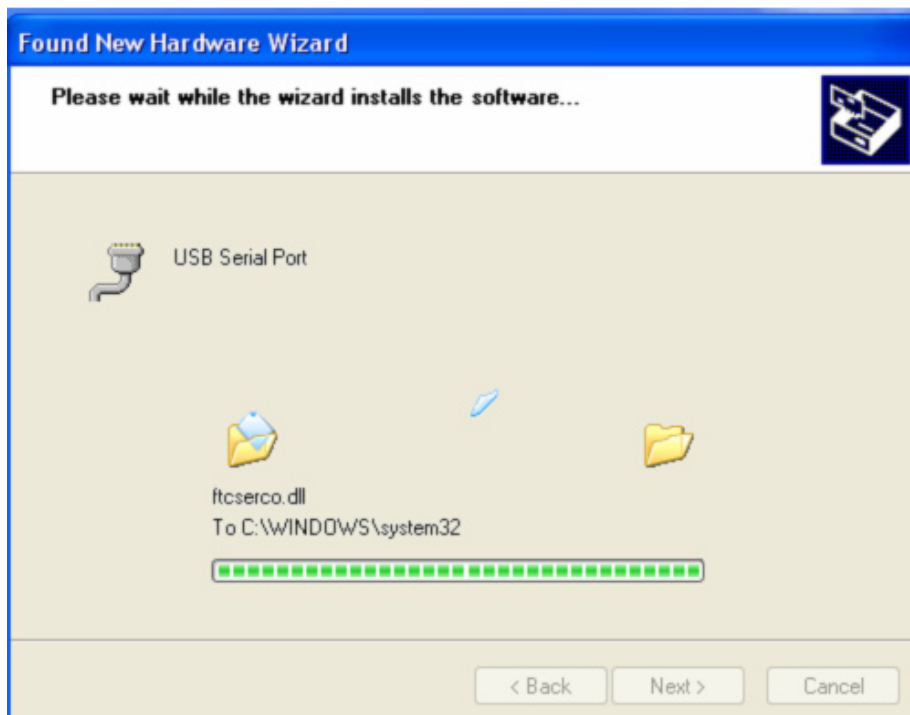 Found New Hardware Wizard
Please wait while the wizard installs the software...
USB Serial Port
ftcserco.dll
To C:\WINDOWS\system32
< Back
Next >
Cancel